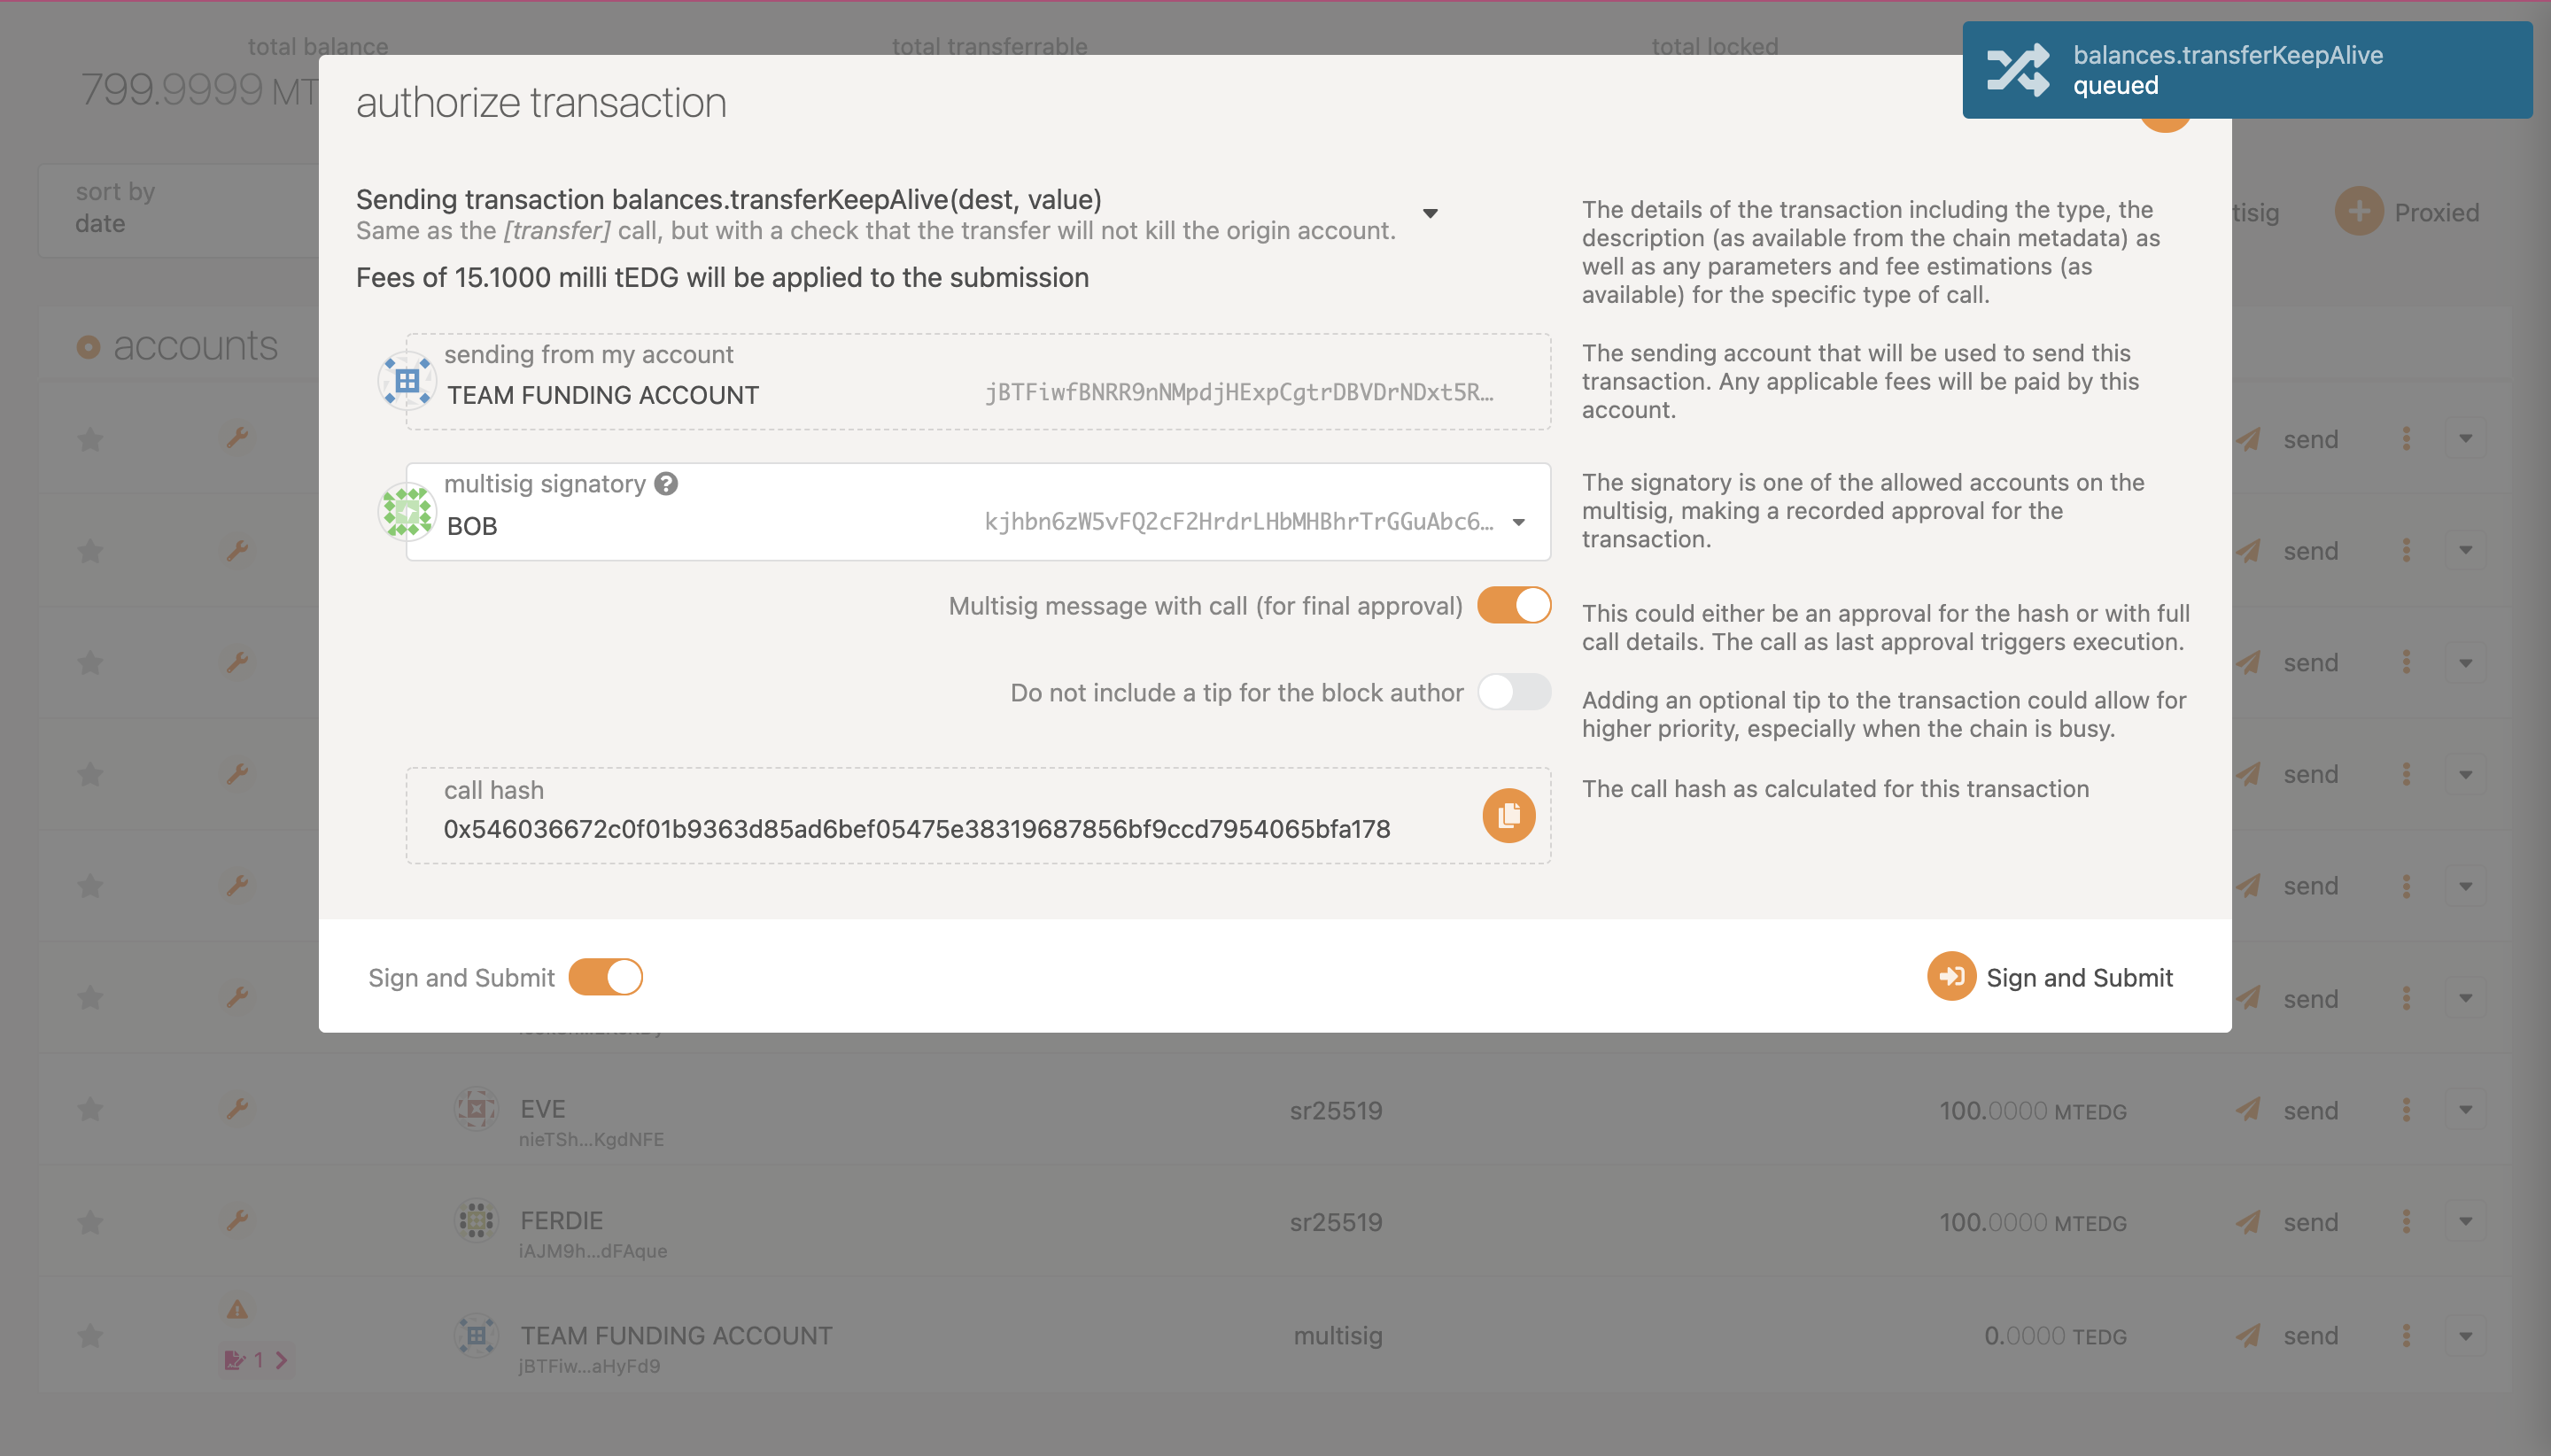 total balance
total transferrable
total locked
799.9999 MT
balances.transferKeepAlive
queued
authorize transaction
sort by
date
tisig
Proxied
Sending transaction balances.transferKeepAlive(dest, value)
Same as the [transfer] call, but with a check that the transfer will not kill the origin account.
Fees of 15.1000 milli tEDG will be applied to the submission
The details of the transaction including the type, the
description (as available from the chain metadata) as
well as any parameters and fee estimations (as
available) for the specific type of call.
accounts
sending from my account
TEAM FUNDING ACCOUNT
jBTFiwfBNRR9nNMpdjHExpCgtrDBVDrNDxt5R…
The sending account that will be used to send this
transaction. Any applicable fees will be paid by this
account.
send
multisig signatory
BOB
kjhbn6zW5vFQ2cF2HrdrLHbMHBhrTrGGuAbc6…
The signatory is one of the allowed accounts on the
multisig, making a recorded approval for the
transaction.
send
Multisig message with call (for final approval)
This could either be an approval for the hash or with full
call details. The call as last approval triggers execution.
send
Do not include a tip for the block author
Adding an optional tip to the transaction could allow for
higher priority, especially when the chain is busy.
send
call hash
0x546036672c0f01b9363d85ad6bef05475e38319687856bf9ccd7954065bfa178
The call hash as calculated for this transaction
send
Sign and Submit
Sign and Submit
send
EVE
nieTSh...KgdNFE
sr25519
100.0000 MTEDG
send
FERDIE
iAJM9h...dFAque
sr25519
100.0000 MTEDG
send
TEAM FUNDING ACCOUNT
jBTFiw...aHyFd9
multisig
0.0000 TEDG
send
1